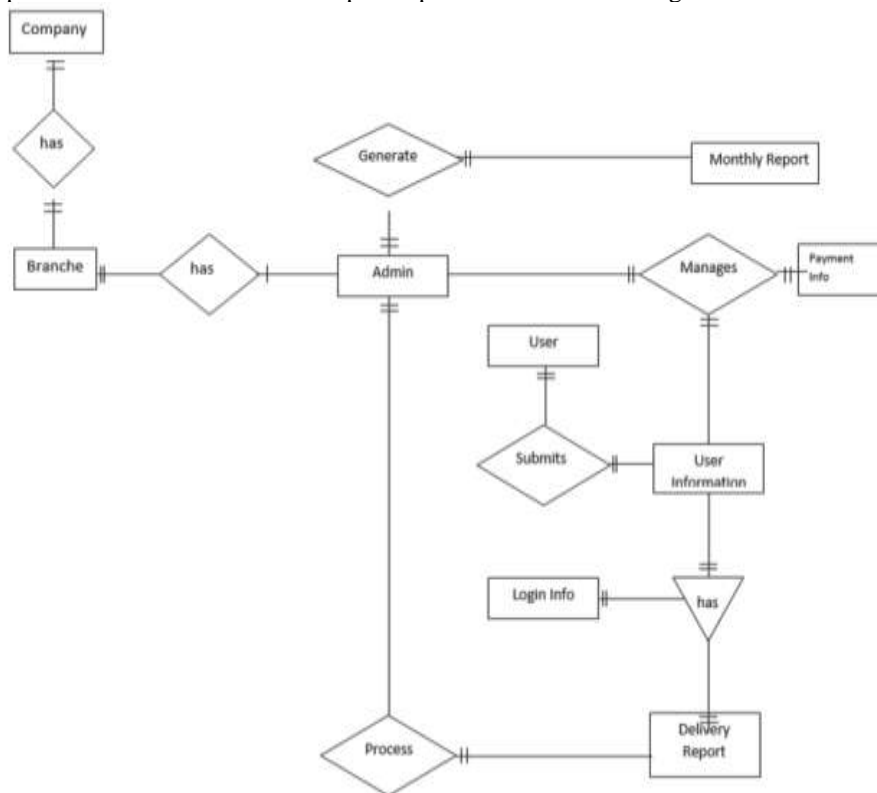 Company
has
Generate
Monthly Report
Branche
has
Admin
Manages
Payment
Info
User
Submits
User
Information
Login Info
has
Process
Delivery
Report